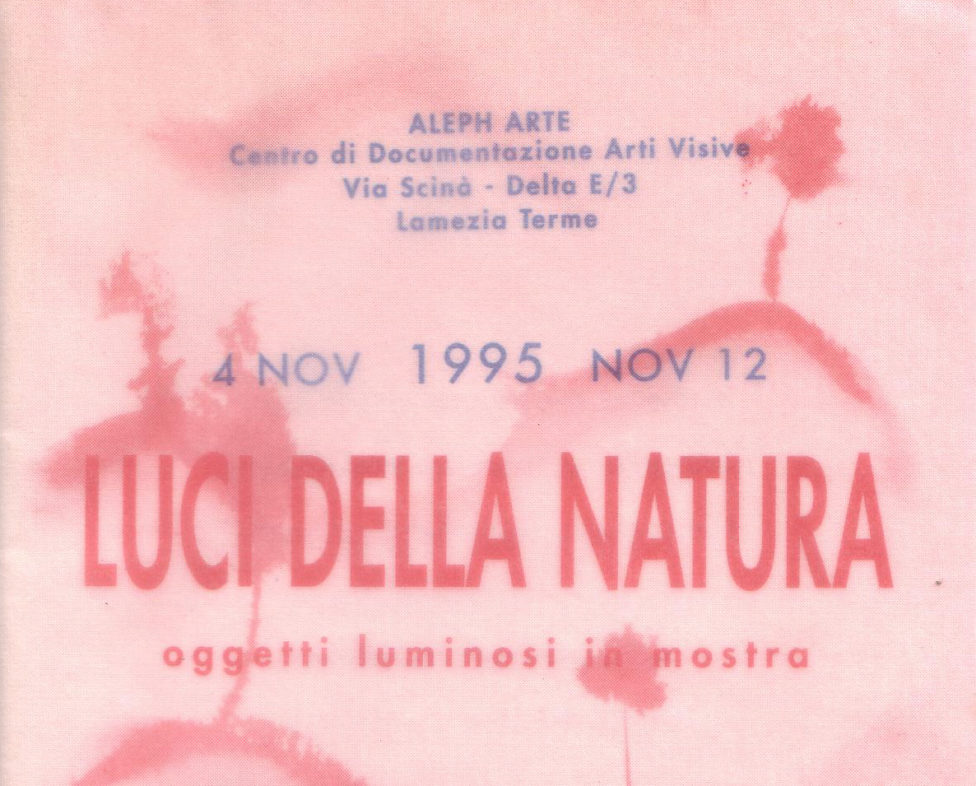 ALEPH ARTE
Centro di Documentazione Arti Visive
Via Scinà - Delta E/3
Lamezia Terme
4 NOV 1995 NOV 12
LUCI DELLA NATURA
oggetti luminosi in mostra